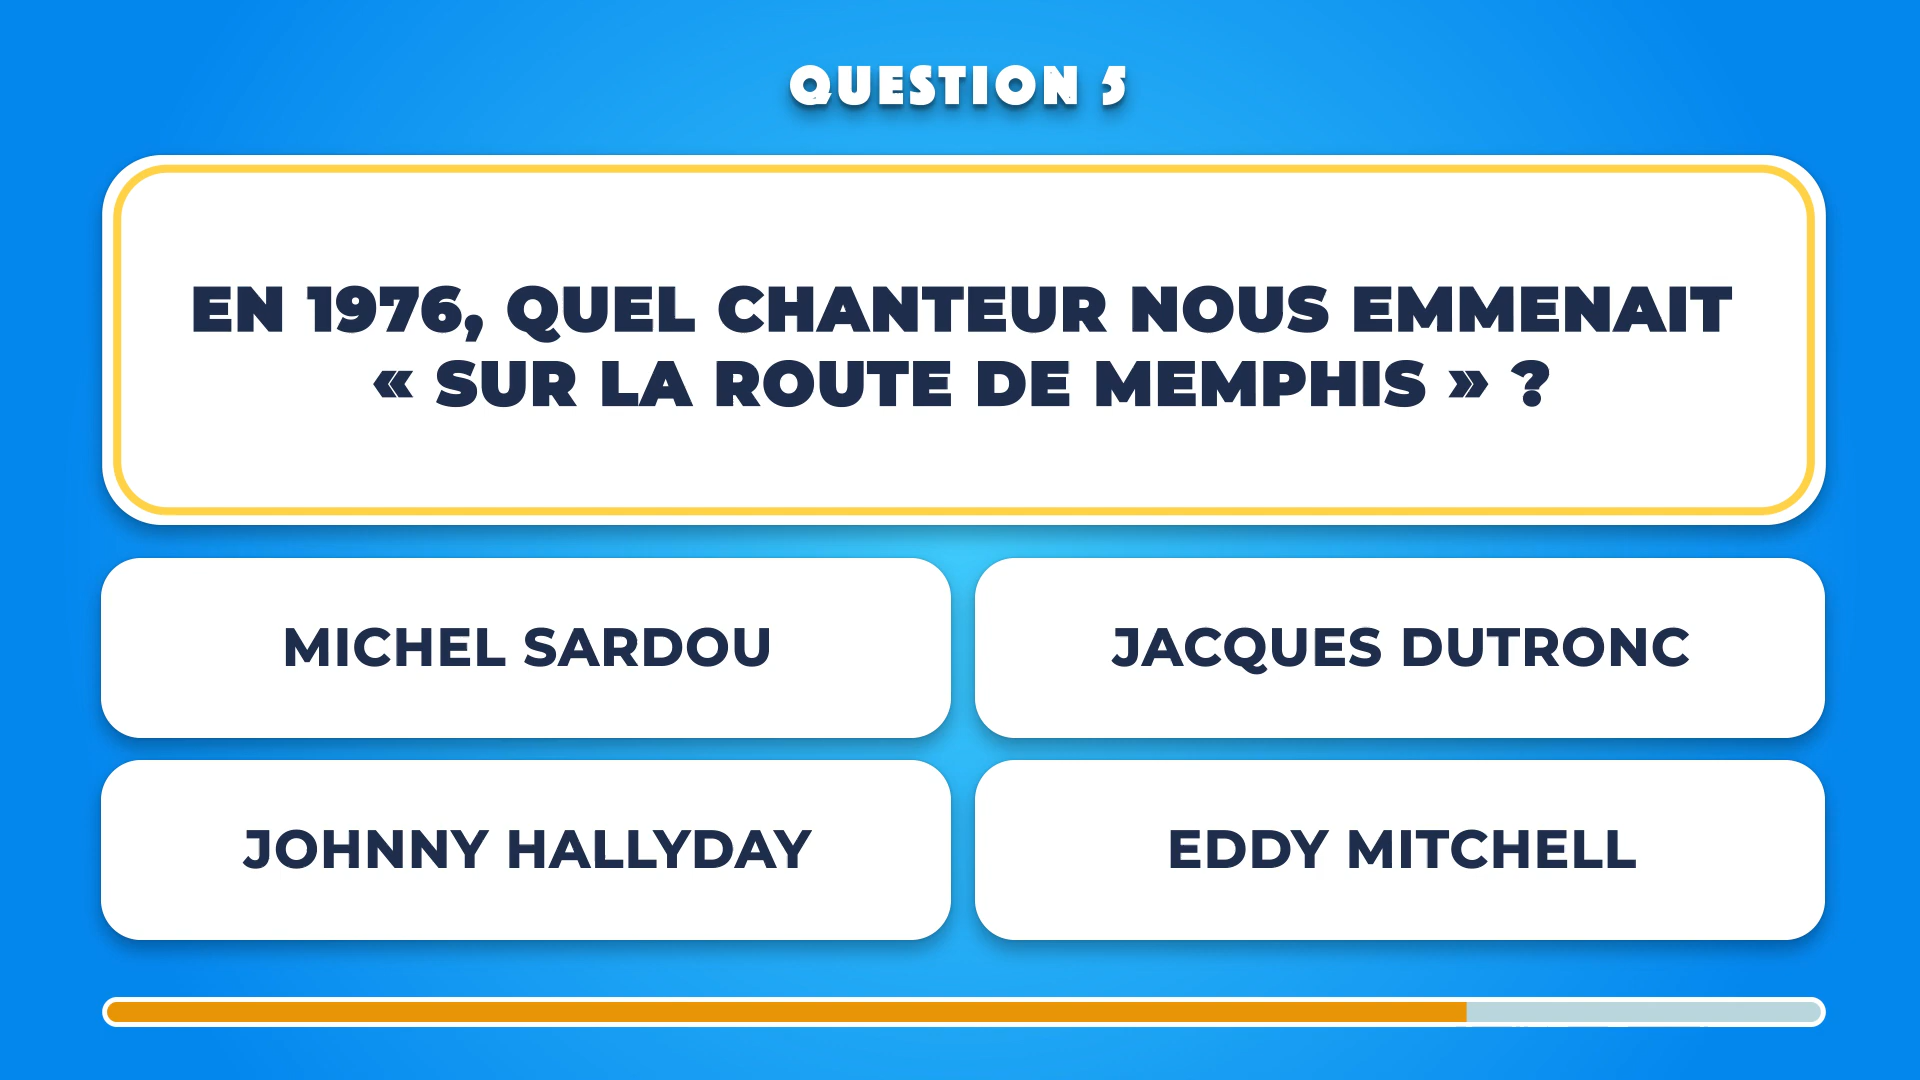 QUESTION 5
EN 1976, QUEL CHANTEUR NOUS EMMENAIT
« SUR LA ROUTE DE MEMPHIS » ?
MICHEL SARDOU
JACQUES DUTRONC
JOHNNY HALLYDAY
EDDY MITCHELL